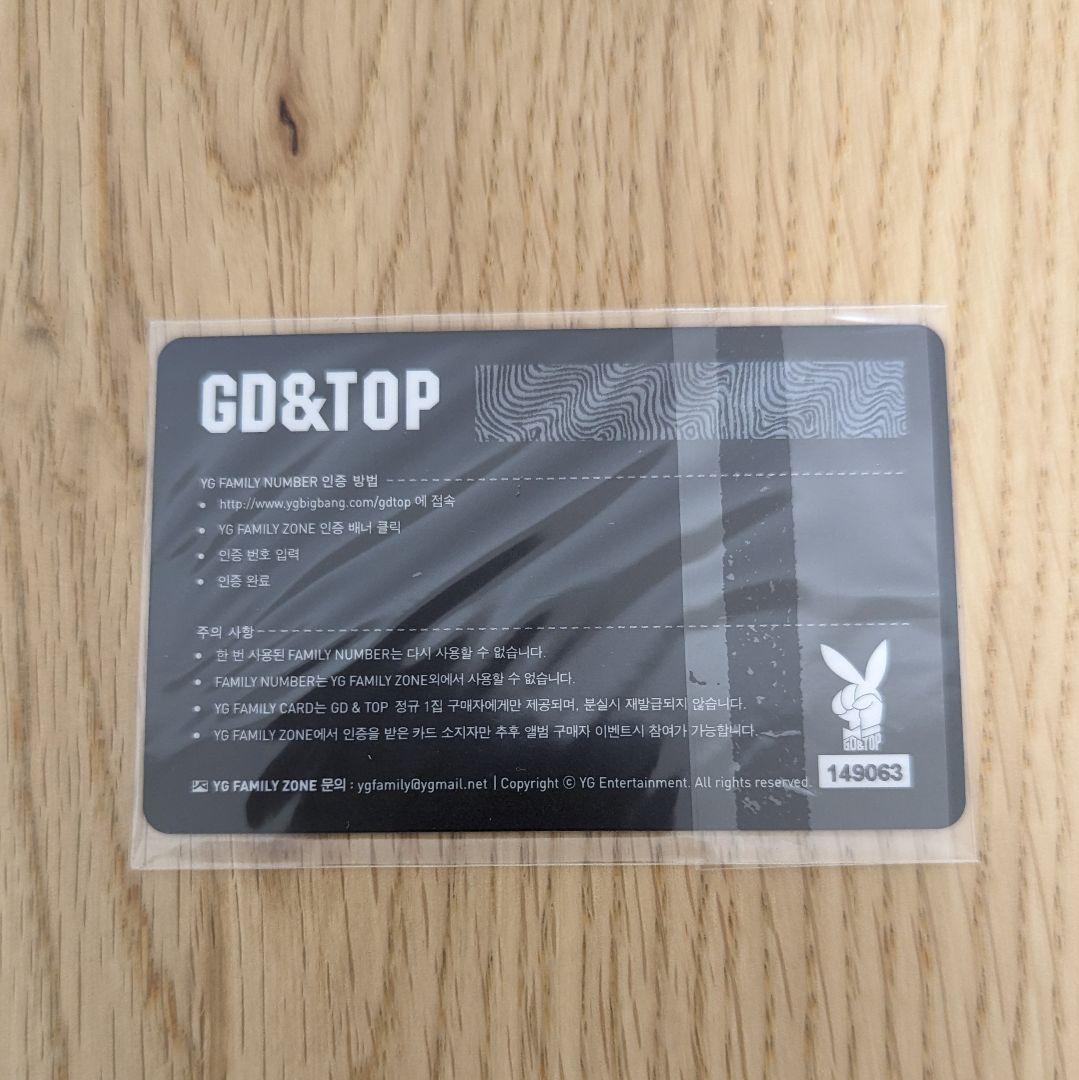 GD&TOP
YG FAMILY NUMBER 인증 방법
• http://www.ygbigbang.com/gdtop 에 접속
• YG FAMILY ZONE 인증 배너 클릭
• 인증 번호 입력
• 인증 완료
주의 사항
• 한 번 사용된 FAMILY NUMBER는 다시 사용할 수 없습니다.
• FAMILY NUMBER는 YG FAMILY ZONE외에서 사용할 수 없습니다.
• YG FAMILY CARD는 GD & TOP 정규 1집 구매자에게만 제공되며, 분실시 재발급되지 않습니다.
• YG FAMILY ZONE에서 인증을 받은 카드 소지자만 추후 앨범 구매자 이벤트시 참여가 가능합니다.
GD&TOP
149063
YG FAMILY ZONE 문의 : ygfamily@ygmail.net | Copyright ⓒ YG Entertainment. All rights reserved.